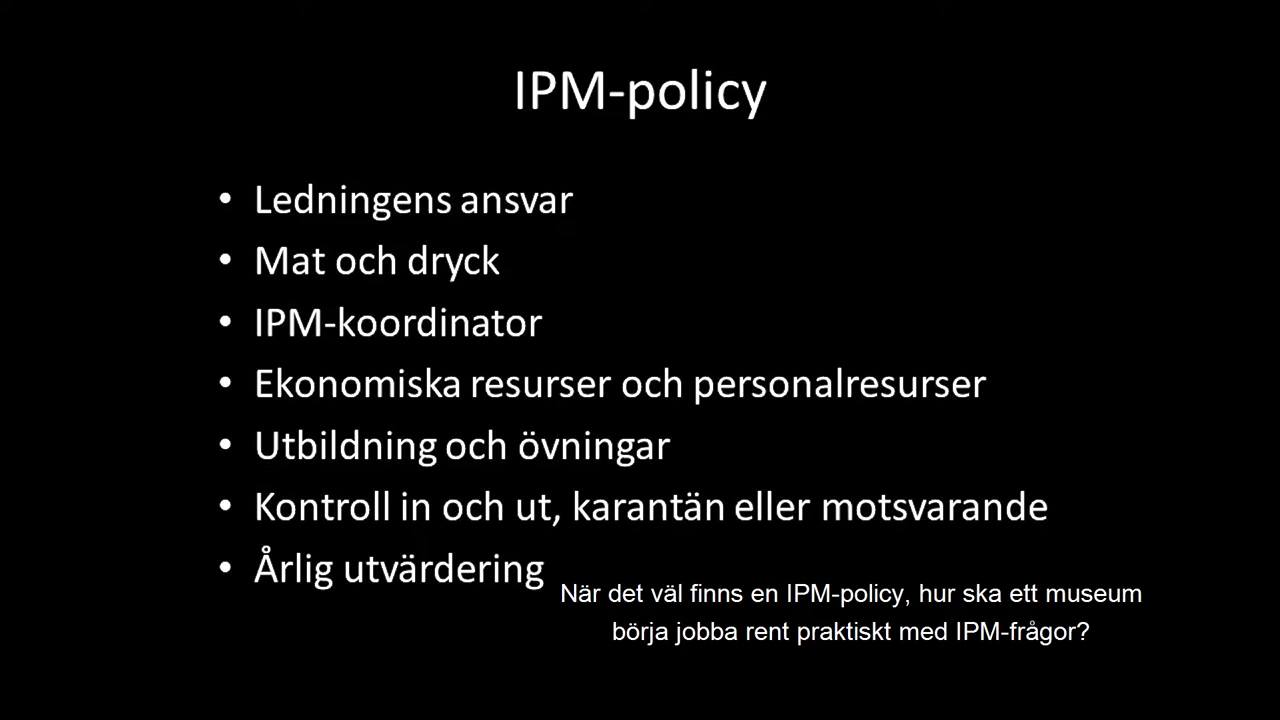 IPM-policy
• Ledningens ansvar
• Mat och dryck
• IPM-koordinator
• Ekonomiska resurser och personalresurser
• Utbildning och övningar
• Kontroll in och ut, karantän eller motsvarande
• Årlig utvärdering
När det väl finns en IPM-policy, hur ska ett museum
börja jobba rent praktiskt med IPM-frågor?